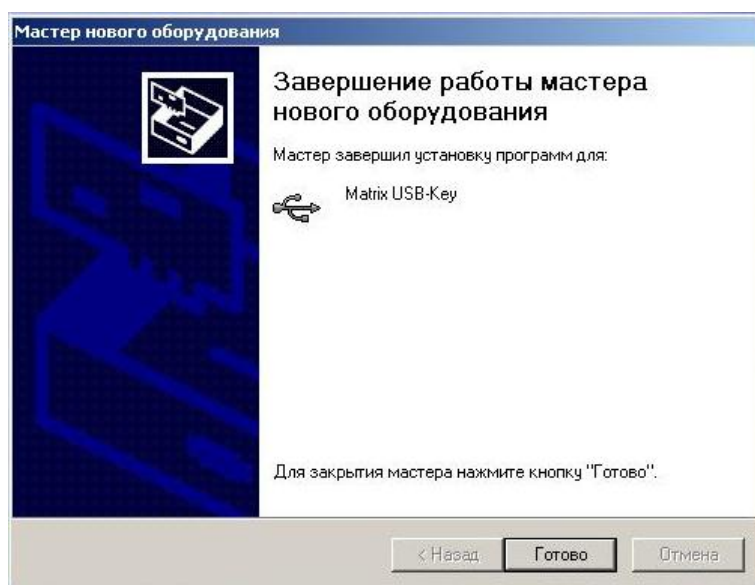 Мастер нового оборудования
Завершение работы мастера
нового оборудования
Мастер завершил установку программ для:
Matrix USB-Key
Для закрытия мастера нажмите кнопку "Готово".
< Назад
Готово
Отмена